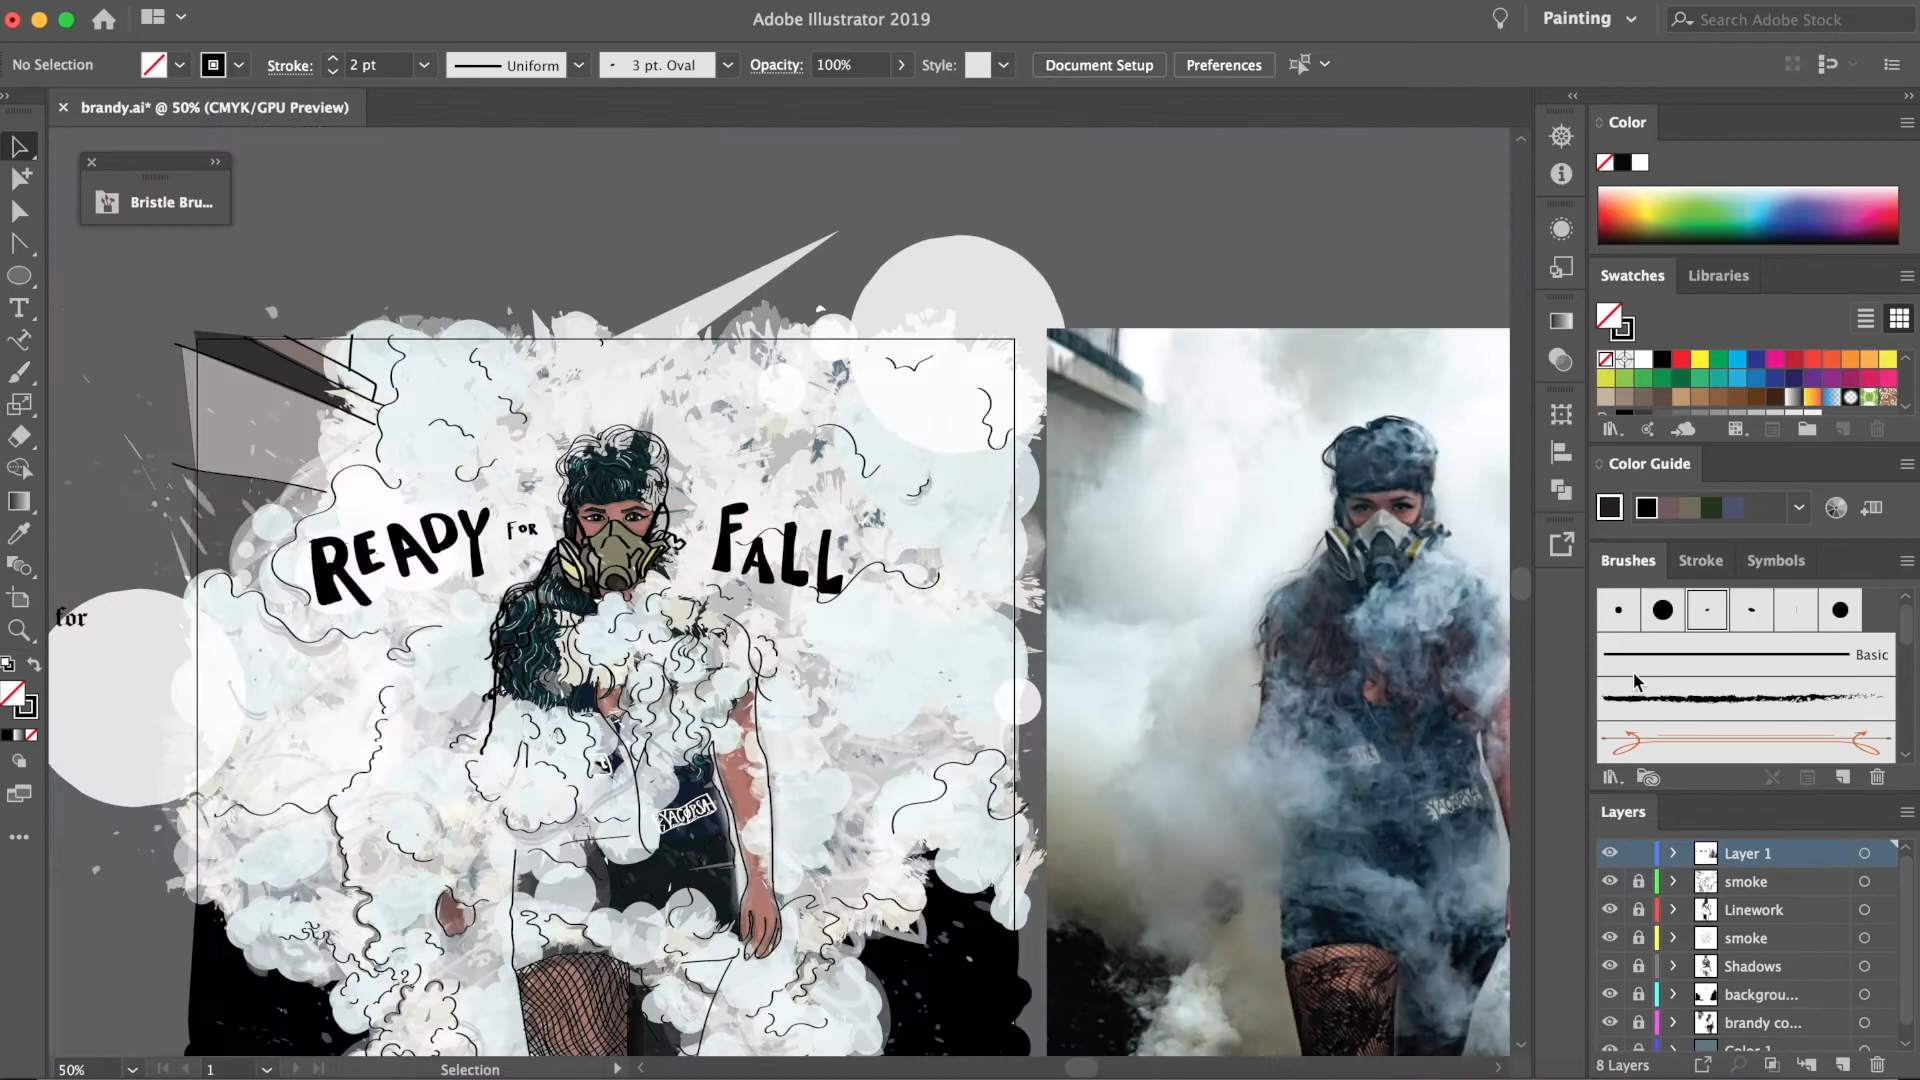 Adobe Illustrator 2019
Painting
Search Adobe Stock
No Selection
Stroke:
2 pt
Uniform
3 pt. Oval
Opacity:
100%
Style:
Document Setup
Preferences
brandy.ai* @ 50% (CMYK/GPU Preview)
Bristle Bru...
READY FOR FALL
for
Color
Swatches
Libraries
Color Guide
Brushes
Stroke
Symbols
Basic
Layers
Layer 1
smoke
Linework
smoke
Shadows
backgrou...
brandy co...
Color 1
8 Layers
50%
1
Selection